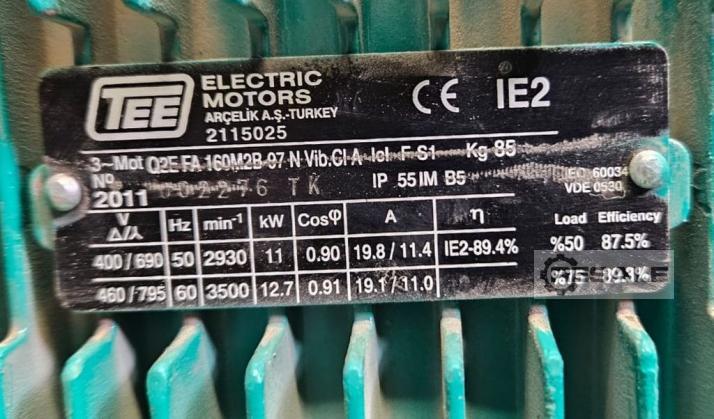 TEE
ELECTRIC
MOTORS
ARÇELİK A.Ş.-TURKEY
2115025
CE IE2
3~Mot Q2E FA 160M2B-97 N Vib.Cl A Icl. F S1 Kg 85
Nº 2011 002276 TK IP 55 IM B5 IEC 60034
VDE 0530
V Δ/⅄ Hz min⁻¹ kW Cosφ A η Load Efficiency
400/690 50 2930 11 0.90 19.8 / 11.4 IE2-89.4% %50 87.5%
460/795 60 3500 12.7 0.91 19.1 / 11.0 %75